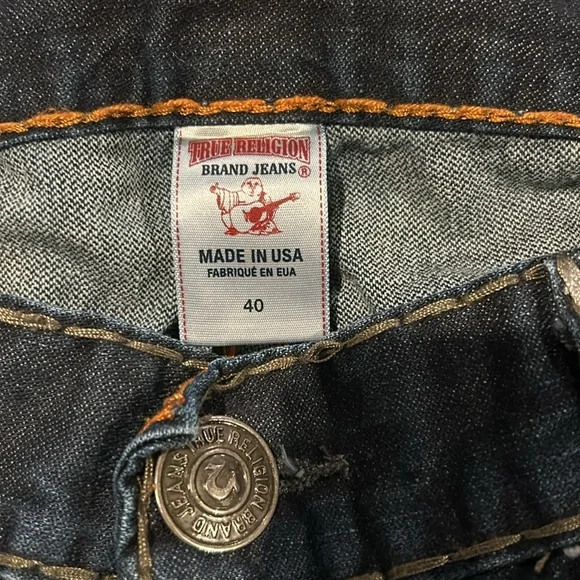 TRUE RELIGION
BRAND JEANS®
MADE IN USA
FABRIQUÉ EN EUA
40
TRUE RELIGION BRAND JEANS